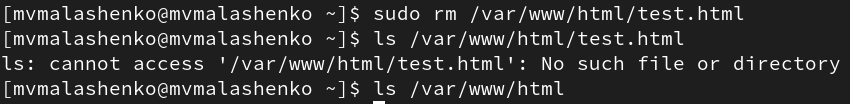 [mvmalashenko@mvmalashenko ~]$ sudo rm /var/www/html/test.html
[mvmalashenko@mvmalashenko ~]$ ls /var/www/html/test.html
ls: cannot access '/var/www/html/test.html': No such file or directory
[mvmalashenko@mvmalashenko ~]$ ls /var/www/html